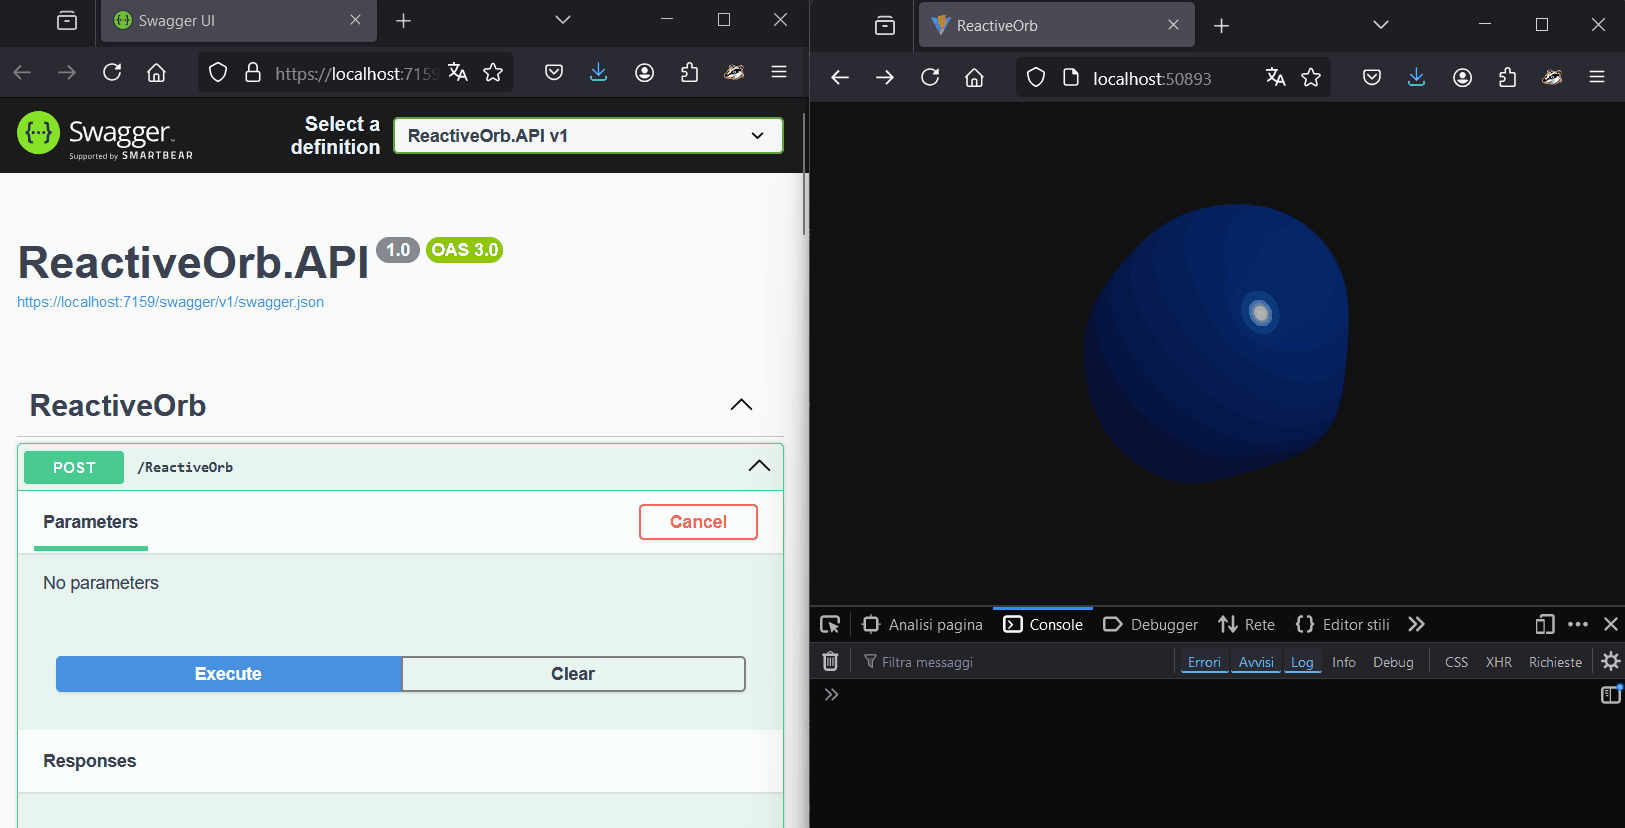 Swagger UI
https://localhost:7159
Swagger
Supported by SMARTBEAR
Select a
definition
ReactiveOrb.API v1
ReactiveOrb.API 1.0 OAS 3.0
https://localhost:7159/swagger/v1/swagger.json
ReactiveOrb
POST /ReactiveOrb
Parameters
Cancel
No parameters
Execute
Clear
Responses
ReactiveOrb
localhost:50893
Analisi pagina Console Debugger Rete Editor stili
Filtra messaggi Errori Avvisi Log Info Debug CSS XHR Richieste